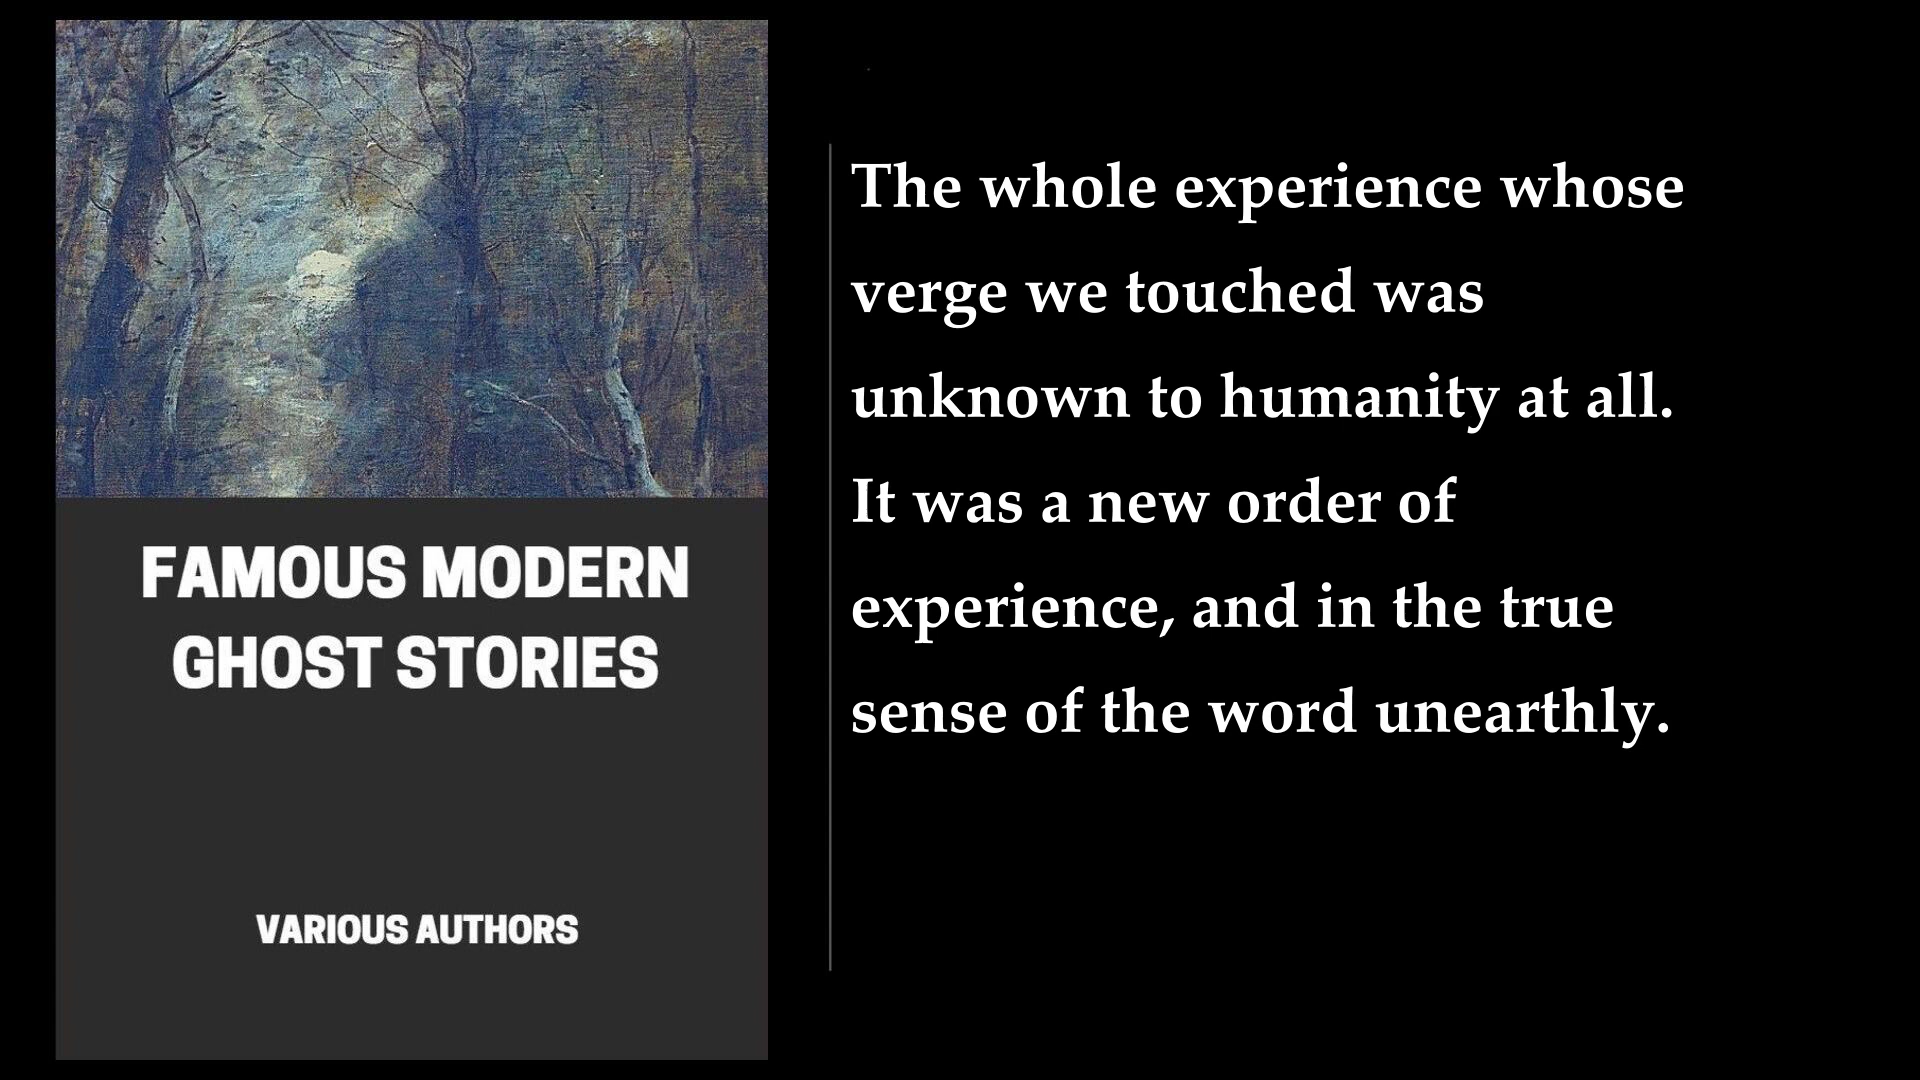 FAMOUS MODERN
GHOST STORIES
VARIOUS AUTHORS
The whole experience whose
verge we touched was
unknown to humanity at all.
It was a new order of
experience, and in the true
sense of the word unearthly.